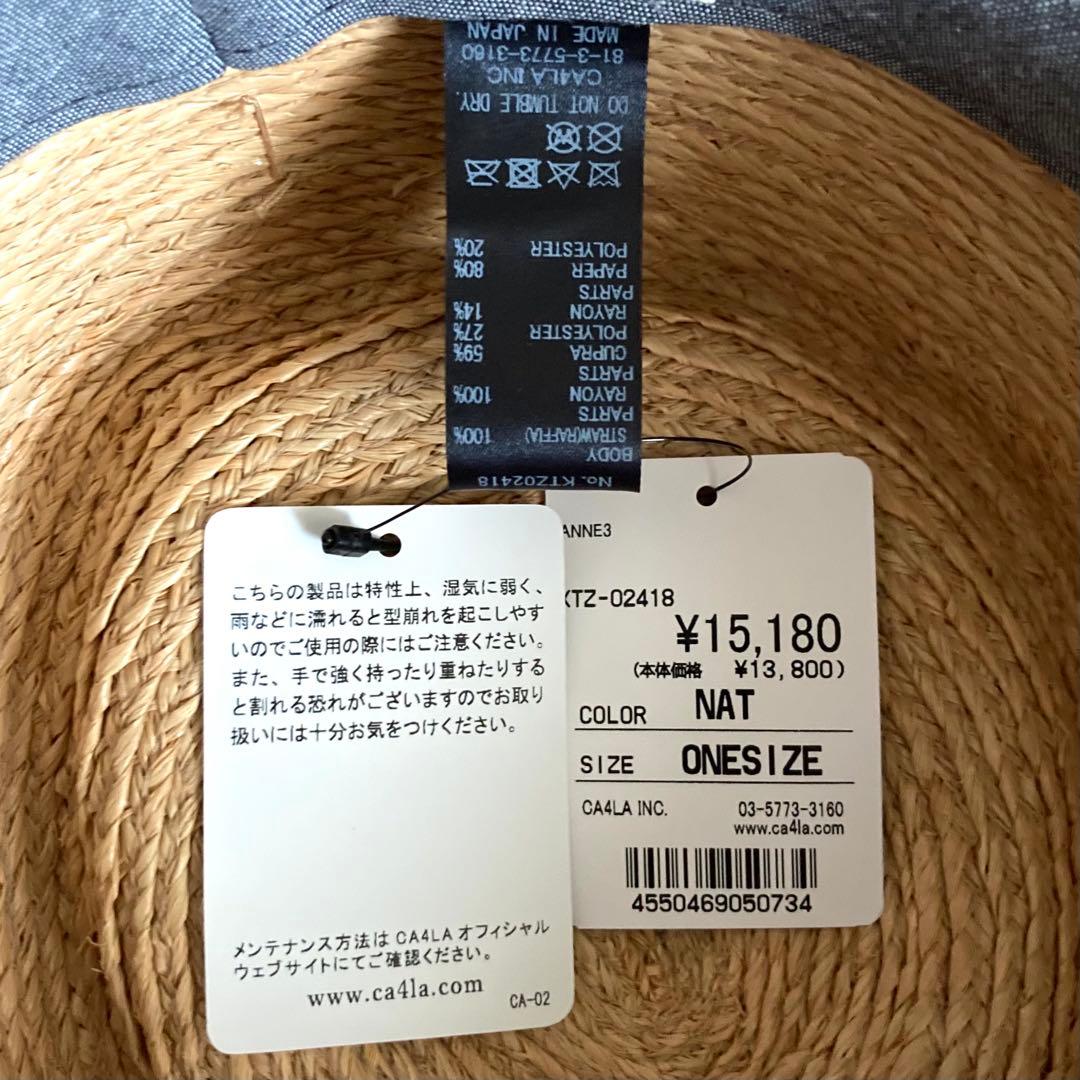 No. KTZ02418
BODY
STRAW(RAFFIA) 100%
PARTS
RAYON 100%
PARTS
CUPRA 59%
POLYESTER 27%
RAYON 14%
PARTS
PAPER 80%
POLYESTER 20%
DO NOT TUMBLE DRY.
CA4LA INC
81-3-5773-3160
MADE IN JAPAN
こちらの製品は特性上、湿気に弱く、
雨などに濡れると型崩れを起こしやす
いのでご使用の際にはご注意ください。
また、手で強く持ったり重ねたりする
と割れる恐れがございますのでお取り
扱いには十分お気をつけください。
メンテナンス方法は CA4LA オフィシャル
ウェブサイトにてご確認ください。
www.ca4la.com
CA-02
ANNE3
KTZ-02418
¥15,180
(本体価格 ¥13,800)
COLOR NAT
SIZE ONESIZE
CA4LA INC. 03-5773-3160
www.ca4la.com
4550469050734